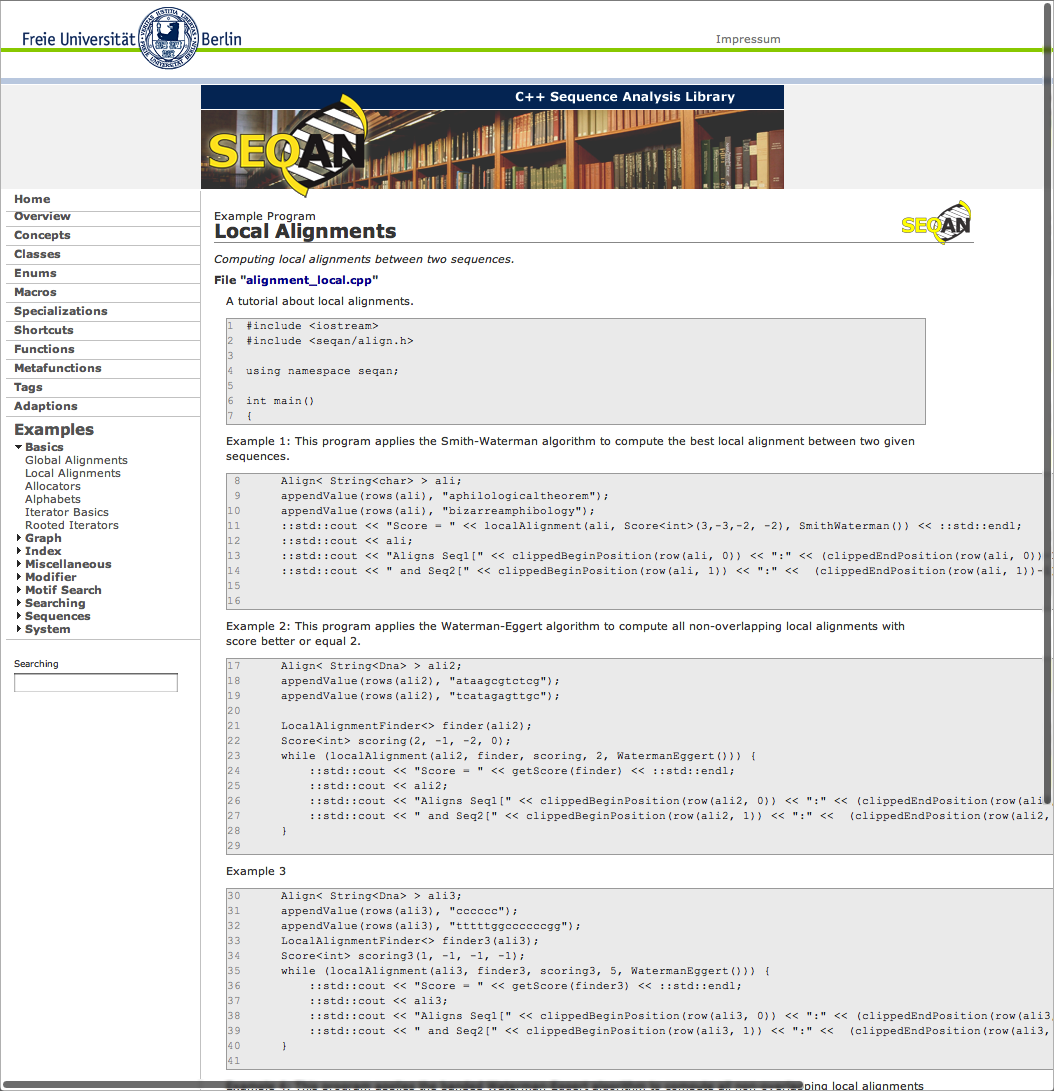 Freie Universität Berlin
Impressum
C++ Sequence Analysis Library
SEQAN
Home
Overview
Concepts
Classes
Enums
Macros
Specializations
Shortcuts
Functions
Metafunctions
Tags
Adaptions
Examples
Basics
Global Alignments
Local Alignments
Allocators
Alphabets
Iterator Basics
Rooted Iterators
Graph
Index
Miscellaneous
Modifier
Motif Search
Searching
Sequences
System
Searching
Example Program
Local Alignments
SEQAN
Computing local alignments between two sequences.
File "alignment_local.cpp"
A tutorial about local alignments.
1 #include <iostream>
2 #include <seqan/align.h>
3
4 using namespace seqan;
5
6 int main()
7 {
Example 1: This program applies the Smith-Waterman algorithm to compute the best local alignment between two given
sequences.
8 Align< String<char> > ali;
9 appendValue(rows(ali), "aphilologicaltheorem");
10 appendValue(rows(ali), "bizarreamphibology");
11 ::std::cout << "Score = " << localAlignment(ali, Score<int>(3,-3,-2, -2), SmithWaterman()) << ::std::endl;
12 ::std::cout << ali;
13 ::std::cout << "Aligns Seq1[" << clippedBeginPosition(row(ali, 0)) << ":" << (clippedEndPosition(row(ali, 0))
14 ::std::cout << " and Seq2[" << clippedBeginPosition(row(ali, 1)) << ":" << (clippedEndPosition(row(ali, 1))-
15
16
Example 2: This program applies the Waterman-Eggert algorithm to compute all non-overlapping local alignments with
score better or equal 2.
17 Align< String<Dna> > ali2;
18 appendValue(rows(ali2), "ataagcgtctcg");
19 appendValue(rows(ali2), "tcatagagttgc");
20
21 LocalAlignmentFinder<> finder(ali2);
22 Score<int> scoring(2, -1, -2, 0);
23 while (localAlignment(ali2, finder, scoring, 2, WatermanEggert())) {
24 ::std::cout << "Score = " << getScore(finder) << ::std::endl;
25 ::std::cout << ali2;
26 ::std::cout << "Aligns Seq1[" << clippedBeginPosition(row(ali2, 0)) << ":" << (clippedEndPosition(row(ali
27 ::std::cout << " and Seq2[" << clippedBeginPosition(row(ali2, 1)) << ":" << (clippedEndPosition(row(ali2,
28 }
29
Example 3
30 Align< String<Dna> > ali3;
31 appendValue(rows(ali3), "cccccc");
32 appendValue(rows(ali3), "tttttggccccccgg");
33 LocalAlignmentFinder<> finder3(ali3);
34 Score<int> scoring3(1, -1, -1, -1);
35 while (localAlignment(ali3, finder3, scoring3, 5, WatermanEggert())) {
36 ::std::cout << "Score = " << getScore(finder3) << ::std::endl;
37 ::std::cout << ali3;
38 ::std::cout << "Aligns Seq1[" << clippedBeginPosition(row(ali3, 0)) << ":" << (clippedEndPosition(row(ali3
39 ::std::cout << " and Seq2[" << clippedBeginPosition(row(ali3, 1)) << ":" << (clippedEndPosition(row(ali3,
40 }
41
Example 4: This program applies the banded Waterman-Eggert algorithm to compute all non-overlapping local alignments